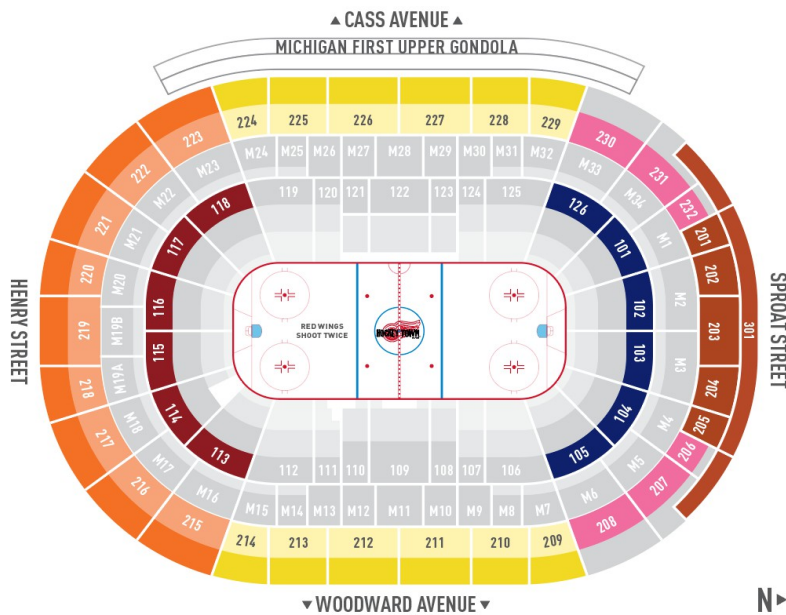 ▲ CASS AVENUE ▲
MICHIGAN FIRST UPPER GONDOLA
224 225 226 227 228 229
223 230
222 231
221 232
220 201
219 202
218 203
217 204
216 205
215 206
207
208
301
M24 M25 M26 M27 M28 M29 M30 M31 M32
M23 M33
M22 M34
M21 M1
M20 M2
M19B M3
M19A M4
M18 M5
M17 M6
M16
119 120 121 122 123 124 125
118 126
117 101
116 102
115 103
114 104
113 105
HENRY STREET
SPROAT STREET
RED WINGS
SHOOT TWICE
HOCKEYTOWN
112 111 110 109 108 107 106
M15 M14 M13 M12 M11 M10 M9 M8 M7
214 213 212 211 210 209
▼ WOODWARD AVENUE ▼
N ►